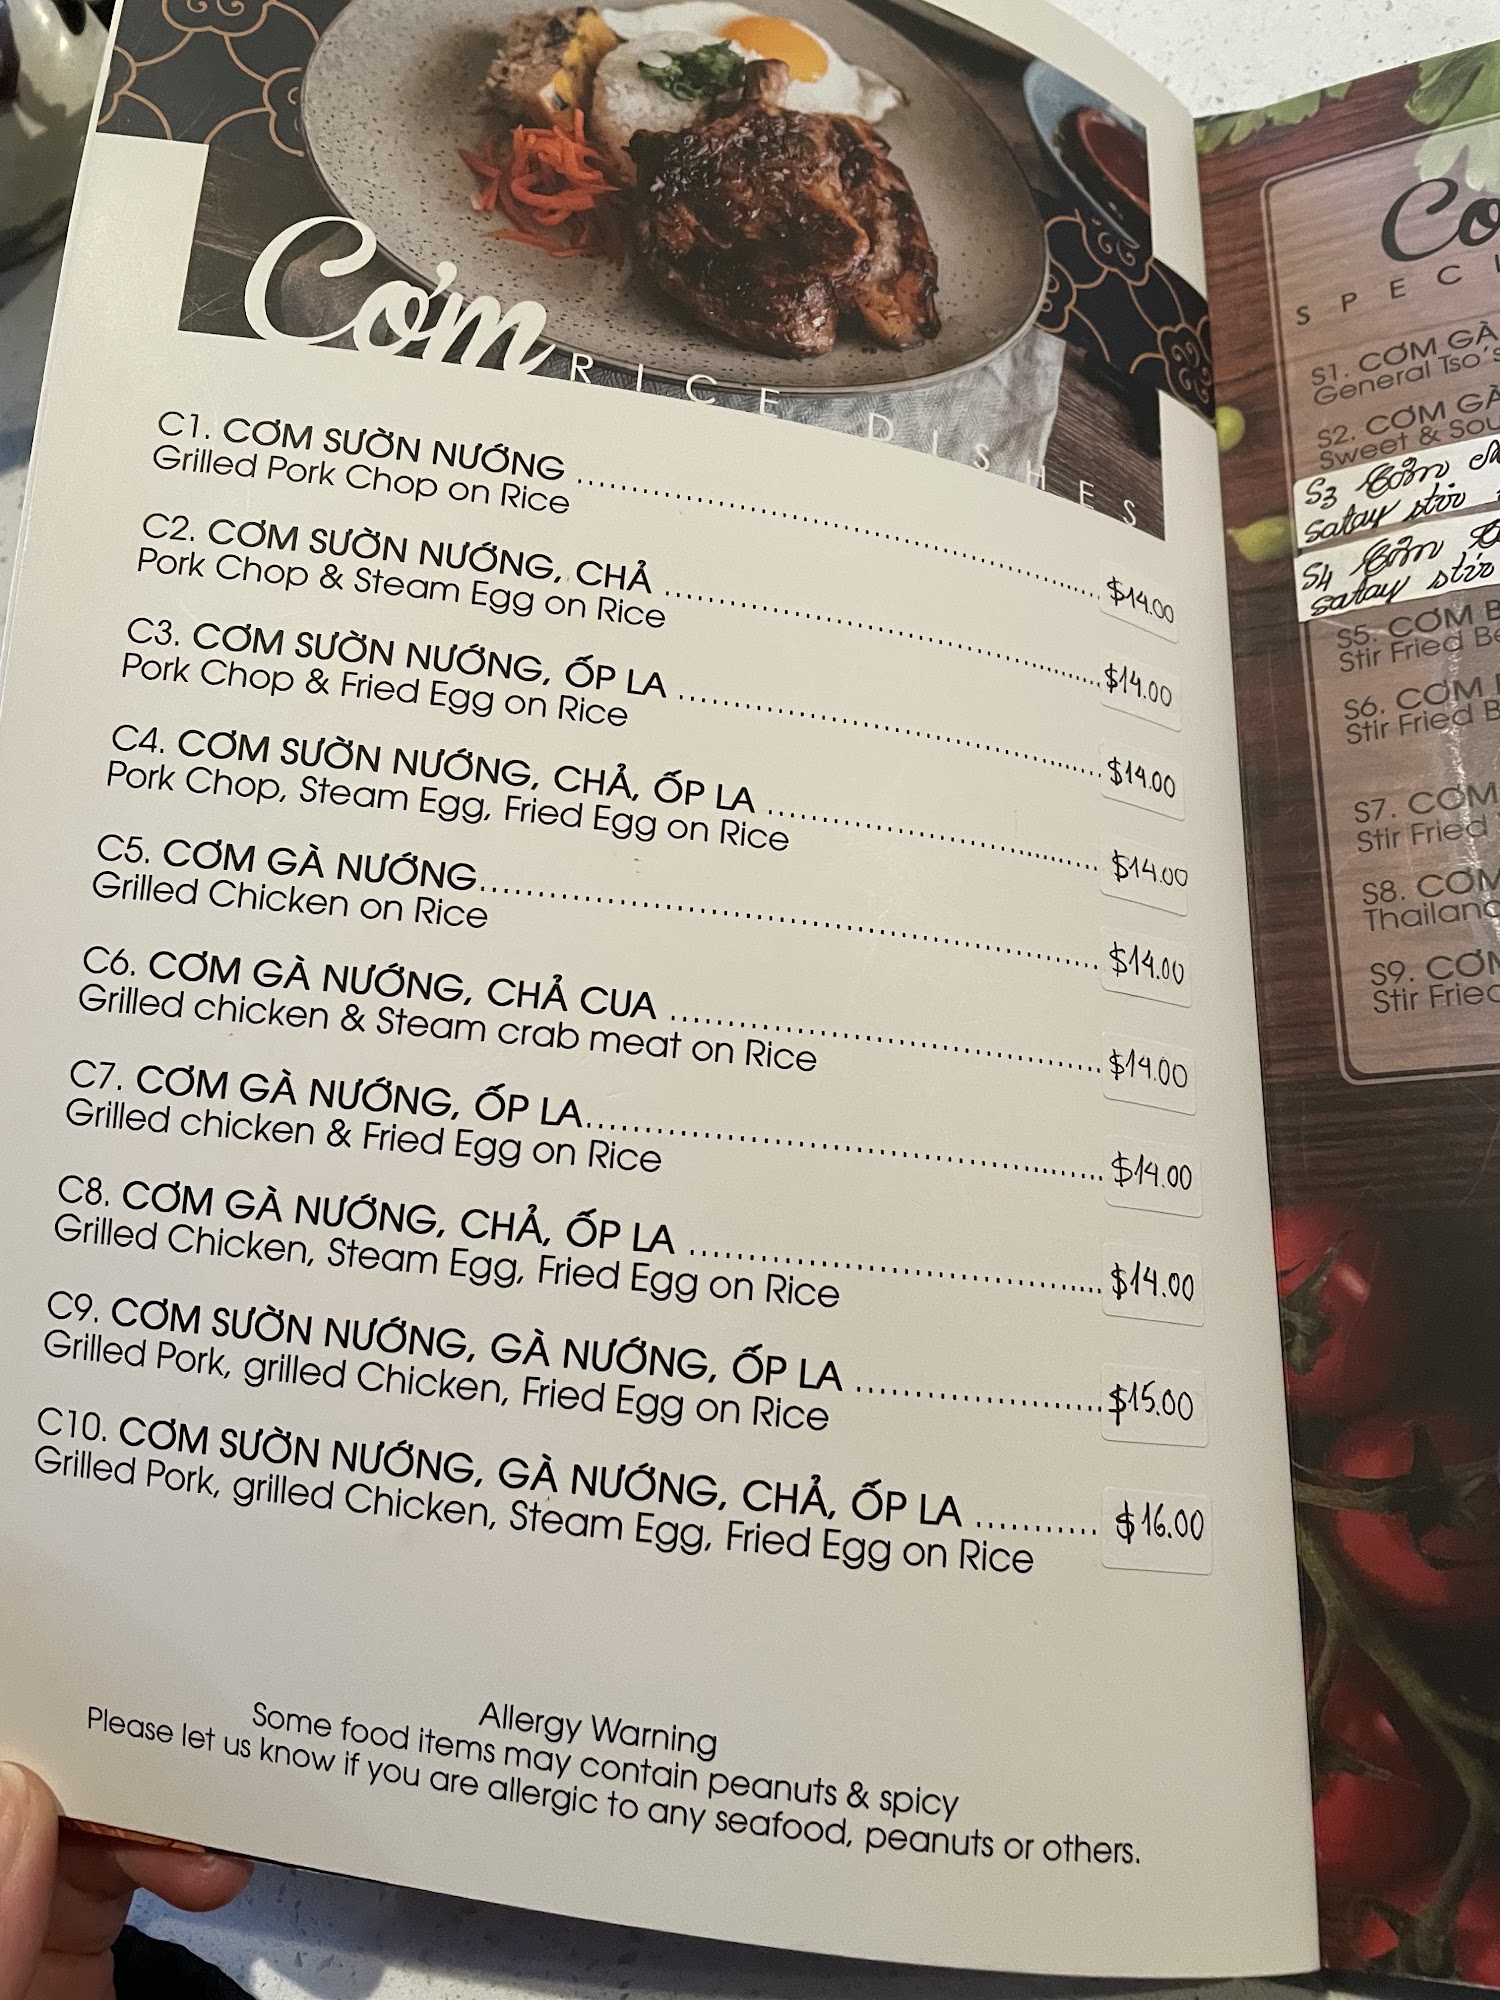 Cơm RICE DISHES
C1. CƠM SƯỜN NƯỚNG ........ $14.00
Grilled Pork Chop on Rice
C2. CƠM SƯỜN NƯỚNG, CHẢ ........ $14.00
Pork Chop & Steam Egg on Rice
C3. CƠM SƯỜN NƯỚNG, ỐP LA ........ $14.00
Pork Chop & Fried Egg on Rice
C4. CƠM SƯỜN NƯỚNG, CHẢ, ỐP LA ........ $14.00
Pork Chop, Steam Egg, Fried Egg on Rice
C5. CƠM GÀ NƯỚNG........ $14.00
Grilled Chicken on Rice
C6. CƠM GÀ NƯỚNG, CHẢ CUA ........ $14.00
Grilled chicken & Steam crab meat on Rice
C7. CƠM GÀ NƯỚNG, ỐP LA........ $14.00
Grilled chicken & Fried Egg on Rice
C8. CƠM GÀ NƯỚNG, CHẢ, ỐP LA ........ $14.00
Grilled Chicken, Steam Egg, Fried Egg on Rice
C9. CƠM SƯỜN NƯỚNG, GÀ NƯỚNG, ỐP LA ........ $15.00
Grilled Pork, grilled Chicken, Fried Egg on Rice
C10. CƠM SƯỜN NƯỚNG, GÀ NƯỚNG, CHẢ, ỐP LA ........ $16.00
Grilled Pork, grilled Chicken, Steam Egg, Fried Egg on Rice
Allergy Warning
Some food items may contain peanuts & spicy
Please let us know if you are allergic to any seafood, peanuts or others.
S1. CƠM GÀ
General Tso's
S2. CƠM GÀ
Sweet &
S3 Cơm
satay stir
S4 Cơm
satay stir
S5. CƠM
Stir Fried
S6. CƠM
Stir Fried
S7. CƠM
Stir Fried
S8. CƠM
S9. CƠM
Stir Fried